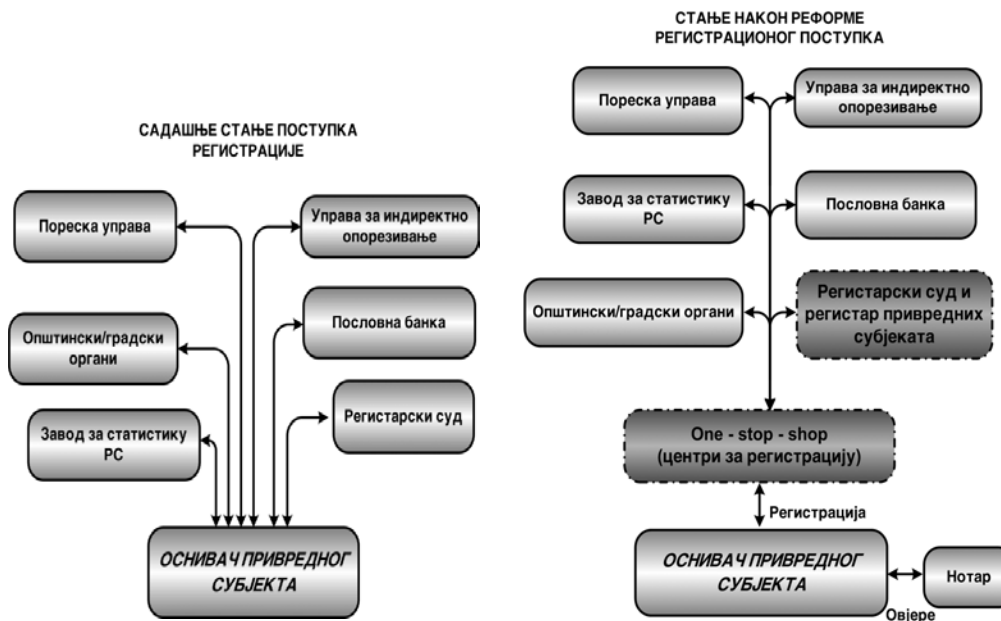 САДАШЊЕ СТАЊЕ ПОСТУПКА
РЕГИСТРАЦИЈЕ
Пореска управа
Управа за индиректно
опорезивање
Општински/градски
органи
Пословна банка
Завод за статистику
РС
Регистарски суд
ОСНИВАЧ ПРИВРЕДНОГ
СУБЈЕКТА
СТАЊЕ НАКОН РЕФОРМЕ
РЕГИСТРАЦИОНОГ ПОСТУПКА
Пореска управа
Управа за индиректно
опорезивање
Завод за статистику
РС
Пословна банка
Општински/градски органи
Регистарски суд и
регистар привредних
субјеката
One - stop - shop
(центри за регистрацију)
Регистрација
ОСНИВАЧ ПРИВРЕДНОГ
СУБЈЕКТА
Нотар
Овјере